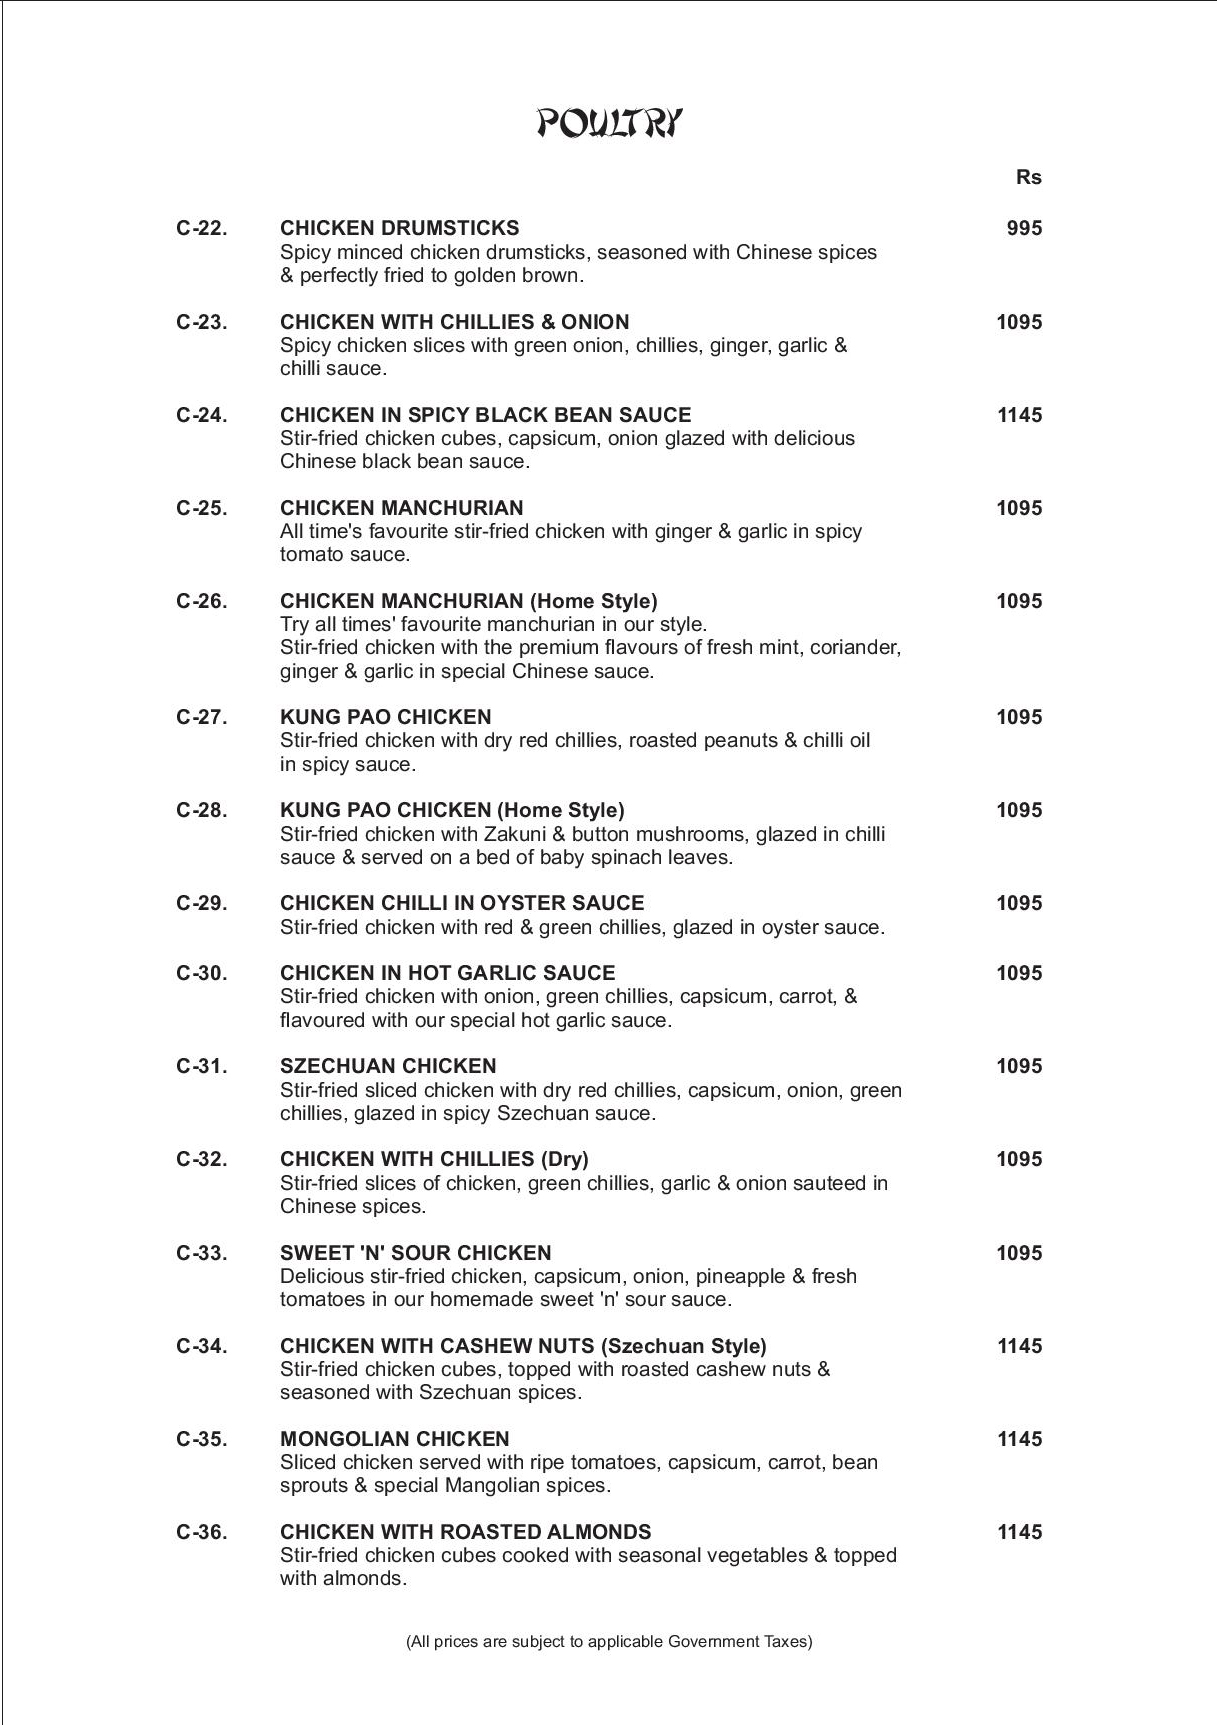 POULTRY
Rs
C-22. CHICKEN DRUMSTICKS 995
Spicy minced chicken drumsticks, seasoned with Chinese spices
& perfectly fried to golden brown.
C-23. CHICKEN WITH CHILLIES & ONION 1095
Spicy chicken slices with green onion, chillies, ginger, garlic &
chilli sauce.
C-24. CHICKEN IN SPICY BLACK BEAN SAUCE 1145
Stir-fried chicken cubes, capsicum, onion glazed with delicious
Chinese black bean sauce.
C-25. CHICKEN MANCHURIAN 1095
All time's favourite stir-fried chicken with ginger & garlic in spicy
tomato sauce.
C-26. CHICKEN MANCHURIAN (Home Style) 1095
Try all times' favourite manchurian in our style.
Stir-fried chicken with the premium flavours of fresh mint, coriander,
ginger & garlic in special Chinese sauce.
C-27. KUNG PAO CHICKEN 1095
Stir-fried chicken with dry red chillies, roasted peanuts & chilli oil
in spicy sauce.
C-28. KUNG PAO CHICKEN (Home Style) 1095
Stir-fried chicken with Zakuni & button mushrooms, glazed in chilli
sauce & served on a bed of baby spinach leaves.
C-29. CHICKEN CHILLI IN OYSTER SAUCE 1095
Stir-fried chicken with red & green chillies, glazed in oyster sauce.
C-30. CHICKEN IN HOT GARLIC SAUCE 1095
Stir-fried chicken with onion, green chillies, capsicum, carrot, &
flavoured with our special hot garlic sauce.
C-31. SZECHUAN CHICKEN 1095
Stir-fried sliced chicken with dry red chillies, capsicum, onion, green
chillies, glazed in spicy Szechuan sauce.
C-32. CHICKEN WITH CHILLIES (Dry) 1095
Stir-fried slices of chicken, green chillies, garlic & onion sauteed in
Chinese spices.
C-33. SWEET 'N' SOUR CHICKEN 1095
Delicious stir-fried chicken, capsicum, onion, pineapple & fresh
tomatoes in our homemade sweet 'n' sour sauce.
C-34. CHICKEN WITH CASHEW NUTS (Szechuan Style) 1145
Stir-fried chicken cubes, topped with roasted cashew nuts &
seasoned with Szechuan spices.
C-35. MONGOLIAN CHICKEN 1145
Sliced chicken served with ripe tomatoes, capsicum, carrot, bean
sprouts & special Mangolian spices.
C-36. CHICKEN WITH ROASTED ALMONDS 1145
Stir-fried chicken cubes cooked with seasonal vegetables & topped
with almonds.
(All prices are subject to applicable Government Taxes)